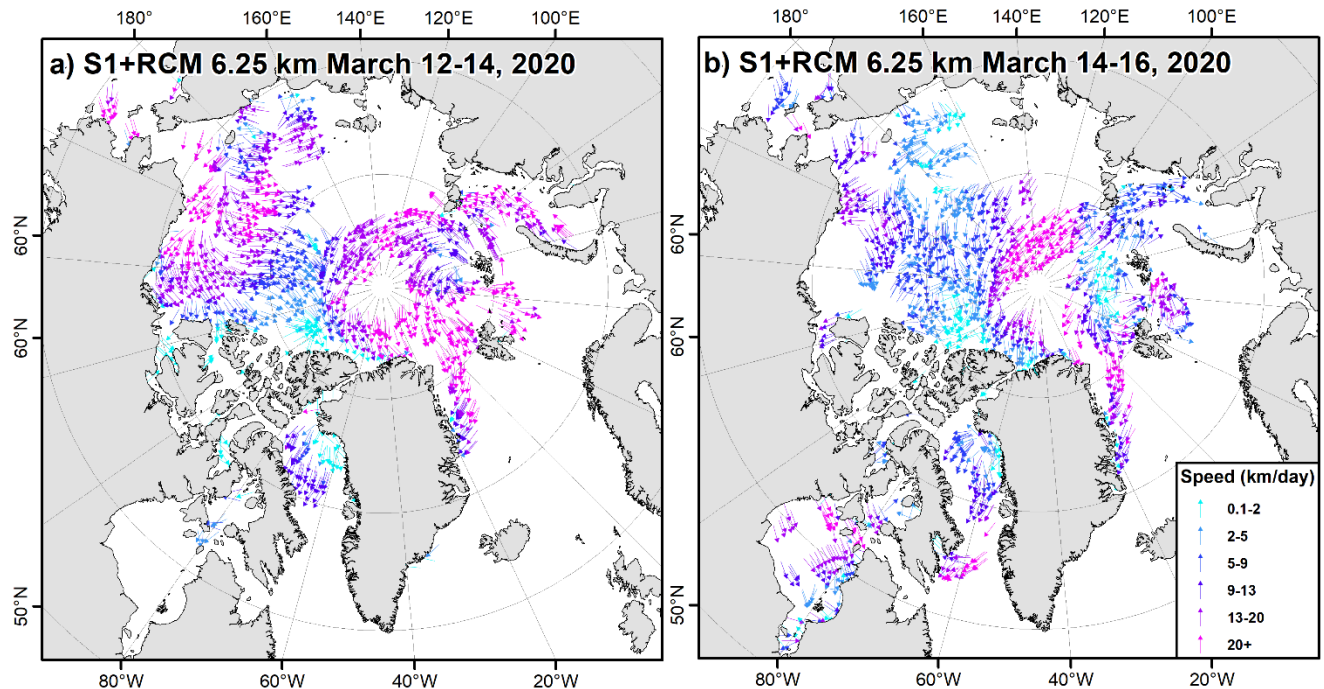 180° 160°E 140°E 120°E 100°E
180° 160°E 140°E 120°E 100°E
a) S1+RCM 6.25 km March 12-14, 2020
b) S1+RCM 6.25 km March 14-16, 2020
60°N
60°N
50°N
60°N
60°N
50°N
Speed (km/day)
0.1-2
2-5
5-9
9-13
13-20
20+
80°W 60°W 40°W 20°W
80°W 60°W 40°W 20°W